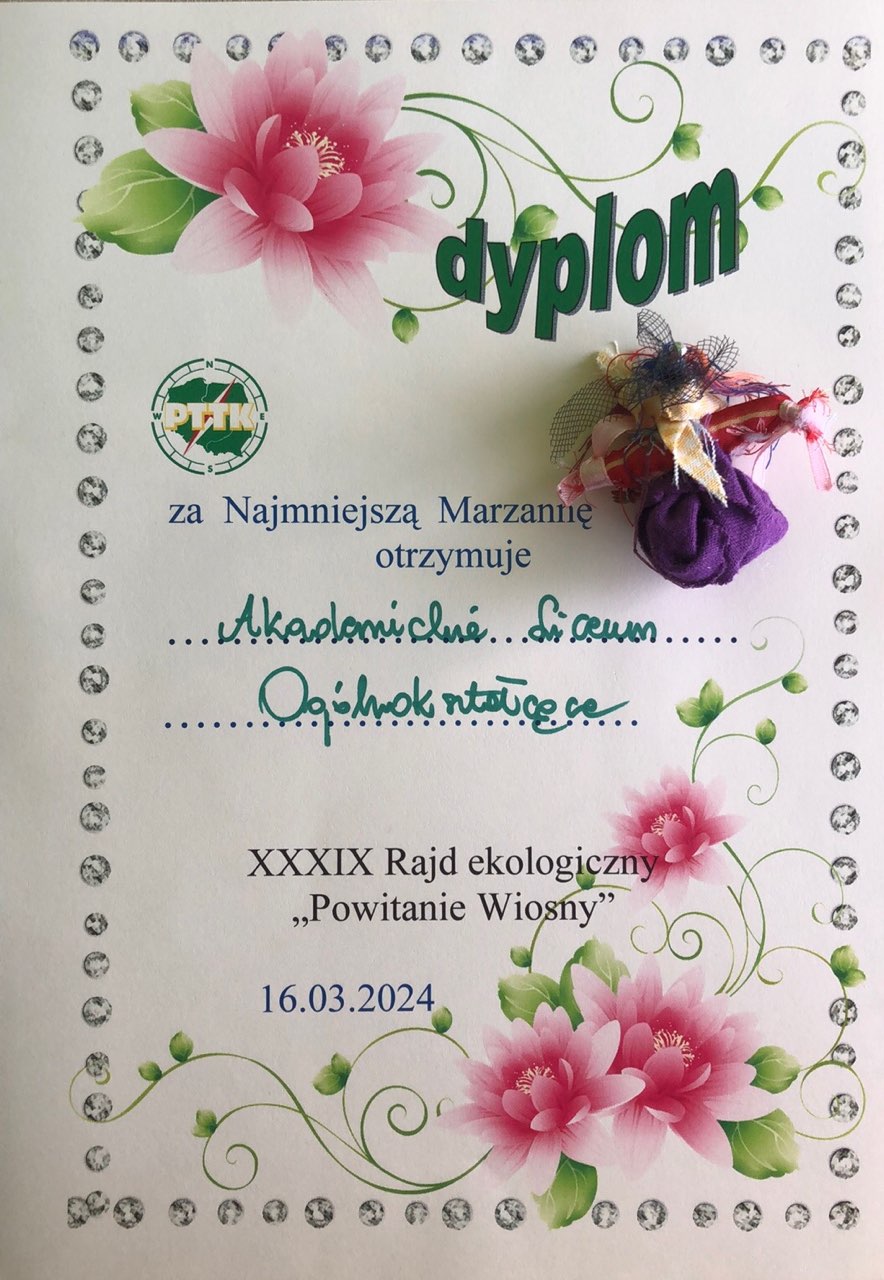 dyplom
N
W E
PTTK
S
za Najmniejszą Marzannę
otrzymuje
Akademickie Liceum
Ogólnokształcące
XXXIX Rajd ekologiczny
„Powitanie Wiosny”
16.03.2024